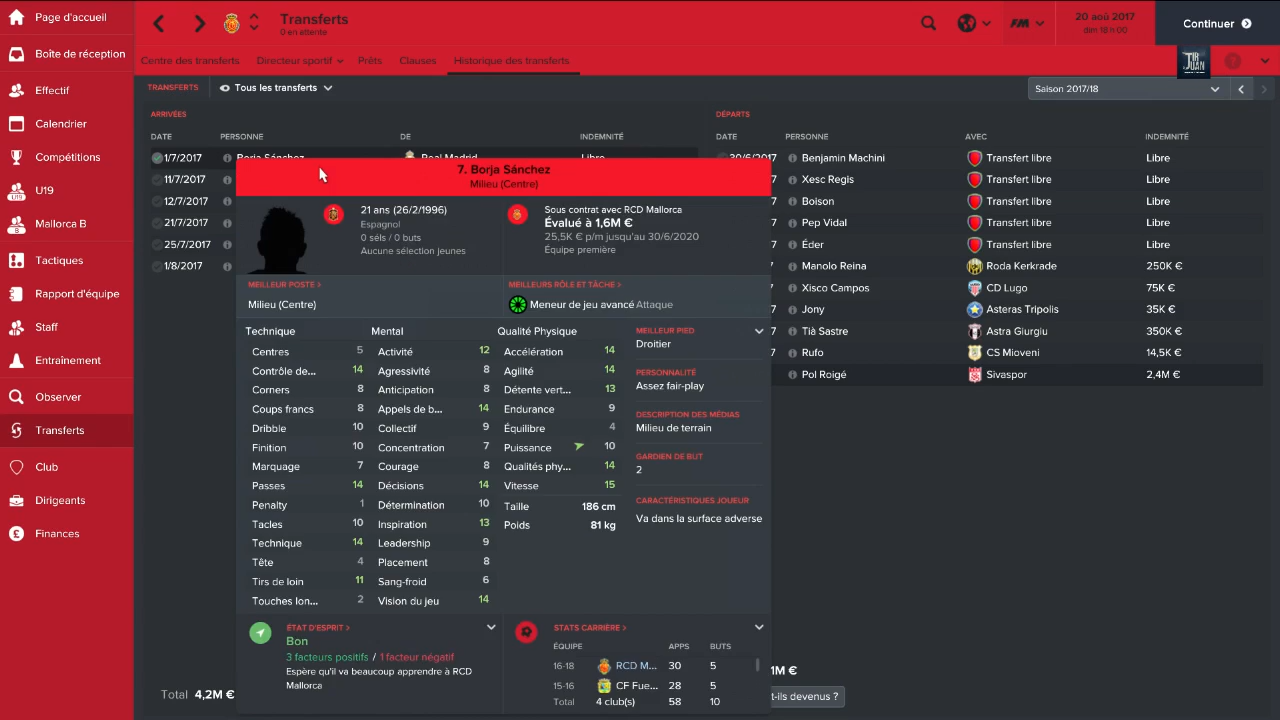 Page d'accueil
Boîte de réception
Effectif
Calendrier
Compétitions
U19
Mallorca B
Tactiques
Rapport d'équipe
Staff
Entraînement
Observer
Transferts
Club
Dirigeants
Finances
Transferts
0 en attente
FM
20 aoû 2017
dim 18 h00
Continuer
Centre des transferts
Directeur sportif
Prêts
Clauses
Historique des transferts
TRANSFERTS
Tous les transferts
Saison 2017/18
ARRIVÉES
DATE PERSONNE DE INDEMNITÉ
1/7/2017 Borja Sánchez Real Madrid Libre
11/7/2017
12/7/2017
21/7/2017
25/7/2017
1/8/2017
Total 4,2M €
DÉPARTS
DATE PERSONNE AVEC INDEMNITÉ
30/6/2017 Benjamin Machini Transfert libre Libre
7 Xesc Regis Transfert libre Libre
7 Boison Transfert libre Libre
7 Pep Vidal Transfert libre Libre
7 Éder Transfert libre Libre
7 Manolo Reina Roda Kerkrade 250K €
7 Xisco Campos CD Lugo 75K €
7 Jony Asteras Tripolis 35K €
7 Tià Sastre Astra Giurgiu 350K €
7 Rufo CS Mioveni 14,5K €
7 Pol Roigé Sivaspor 2,4M €
1M €
t-ils devenus ?
7. Borja Sánchez
Milieu (Centre)
21 ans (26/2/1996)
Espagnol
0 séls / 0 buts
Aucune sélection jeunes
Sous contrat avec RCD Mallorca
Évalué à 1,6M €
25,5K € p/m jusqu'au 30/6/2020
Équipe première
MEILLEUR POSTE >
Milieu (Centre)
MEILLEURS RÔLE ET TÂCHE >
Meneur de jeu avancé Attaque
Technique
Centres 5
Contrôle de... 14
Corners 8
Coups francs 8
Dribble 10
Finition 10
Marquage 7
Passes 14
Penalty 1
Tacles 10
Technique 14
Tête 4
Tirs de loin 11
Touches lon... 2
Mental
Activité 12
Agressivité 8
Anticipation 8
Appels de b... 14
Collectif 9
Concentration 7
Courage 8
Décisions 14
Détermination 10
Inspiration 13
Leadership 9
Placement 8
Sang-froid 6
Vision du jeu 14
Qualité Physique
Accélération 14
Agilité 14
Détente vert... 13
Endurance 9
Équilibre 4
Puissance 10
Qualités phy... 14
Vitesse 15
Taille 186 cm
Poids 81 kg
MEILLEUR PIED
Droitier
PERSONNALITÉ
Assez fair-play
DESCRIPTION DES MÉDIAS
Milieu de terrain
GARDIEN DE BUT
2
CARACTÉRISTIQUES JOUEUR
Va dans la surface adverse
ÉTAT D'ESPRIT >
Bon
3 facteurs positifs / 1 facteur négatif
Espère qu'il va beaucoup apprendre à RCD
Mallorca
STATS CARRIÈRE >
ÉQUIPE APPS BUTS
16-18 RCD M... 30 5
15-16 CF Fue... 28 5
Total 4 club(s) 58 10